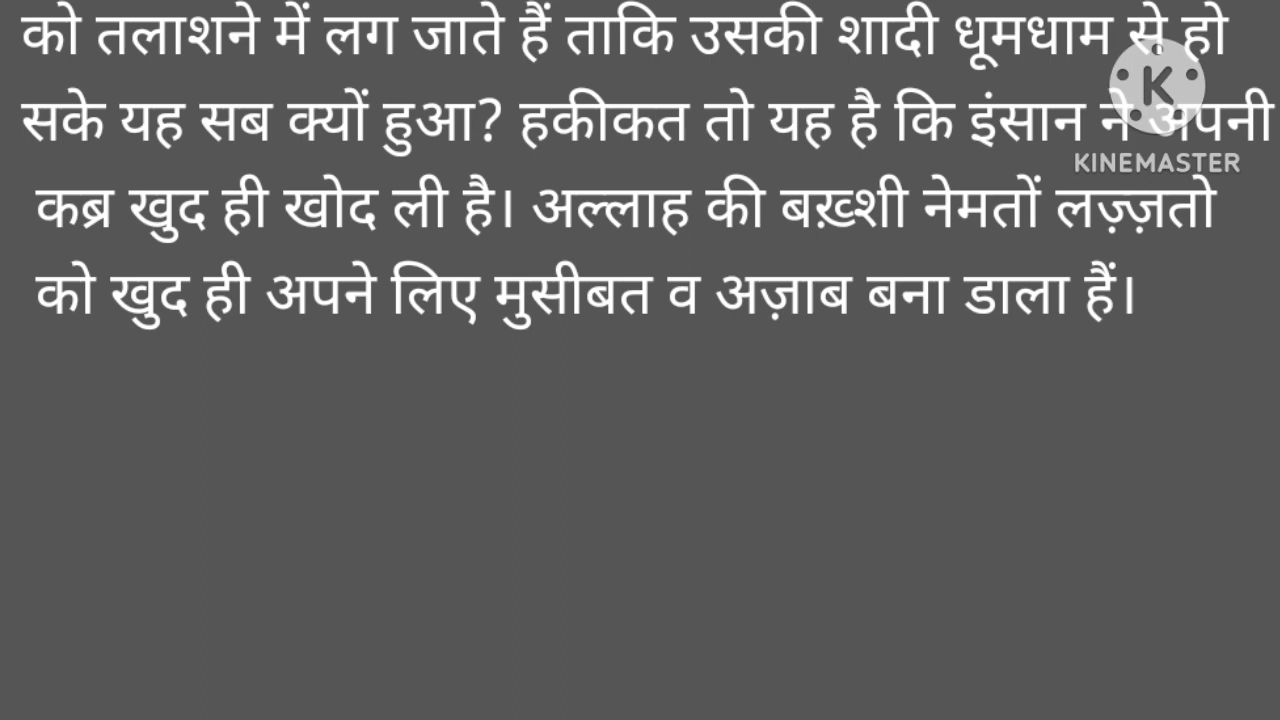 को तलाशने में लग जाते हैं ताकि उसकी शादी धूमधाम से हो
सके यह सब क्यों हुआ? हकीकत तो यह है कि इंसान ने अपनी
कब्र खुद ही खोद ली है। अल्लाह की बख़्शी नेमतों लज़्ज़तो
को खुद ही अपने लिए मुसीबत व अज़ाब बना डाला हैं।
K
KINEMASTER